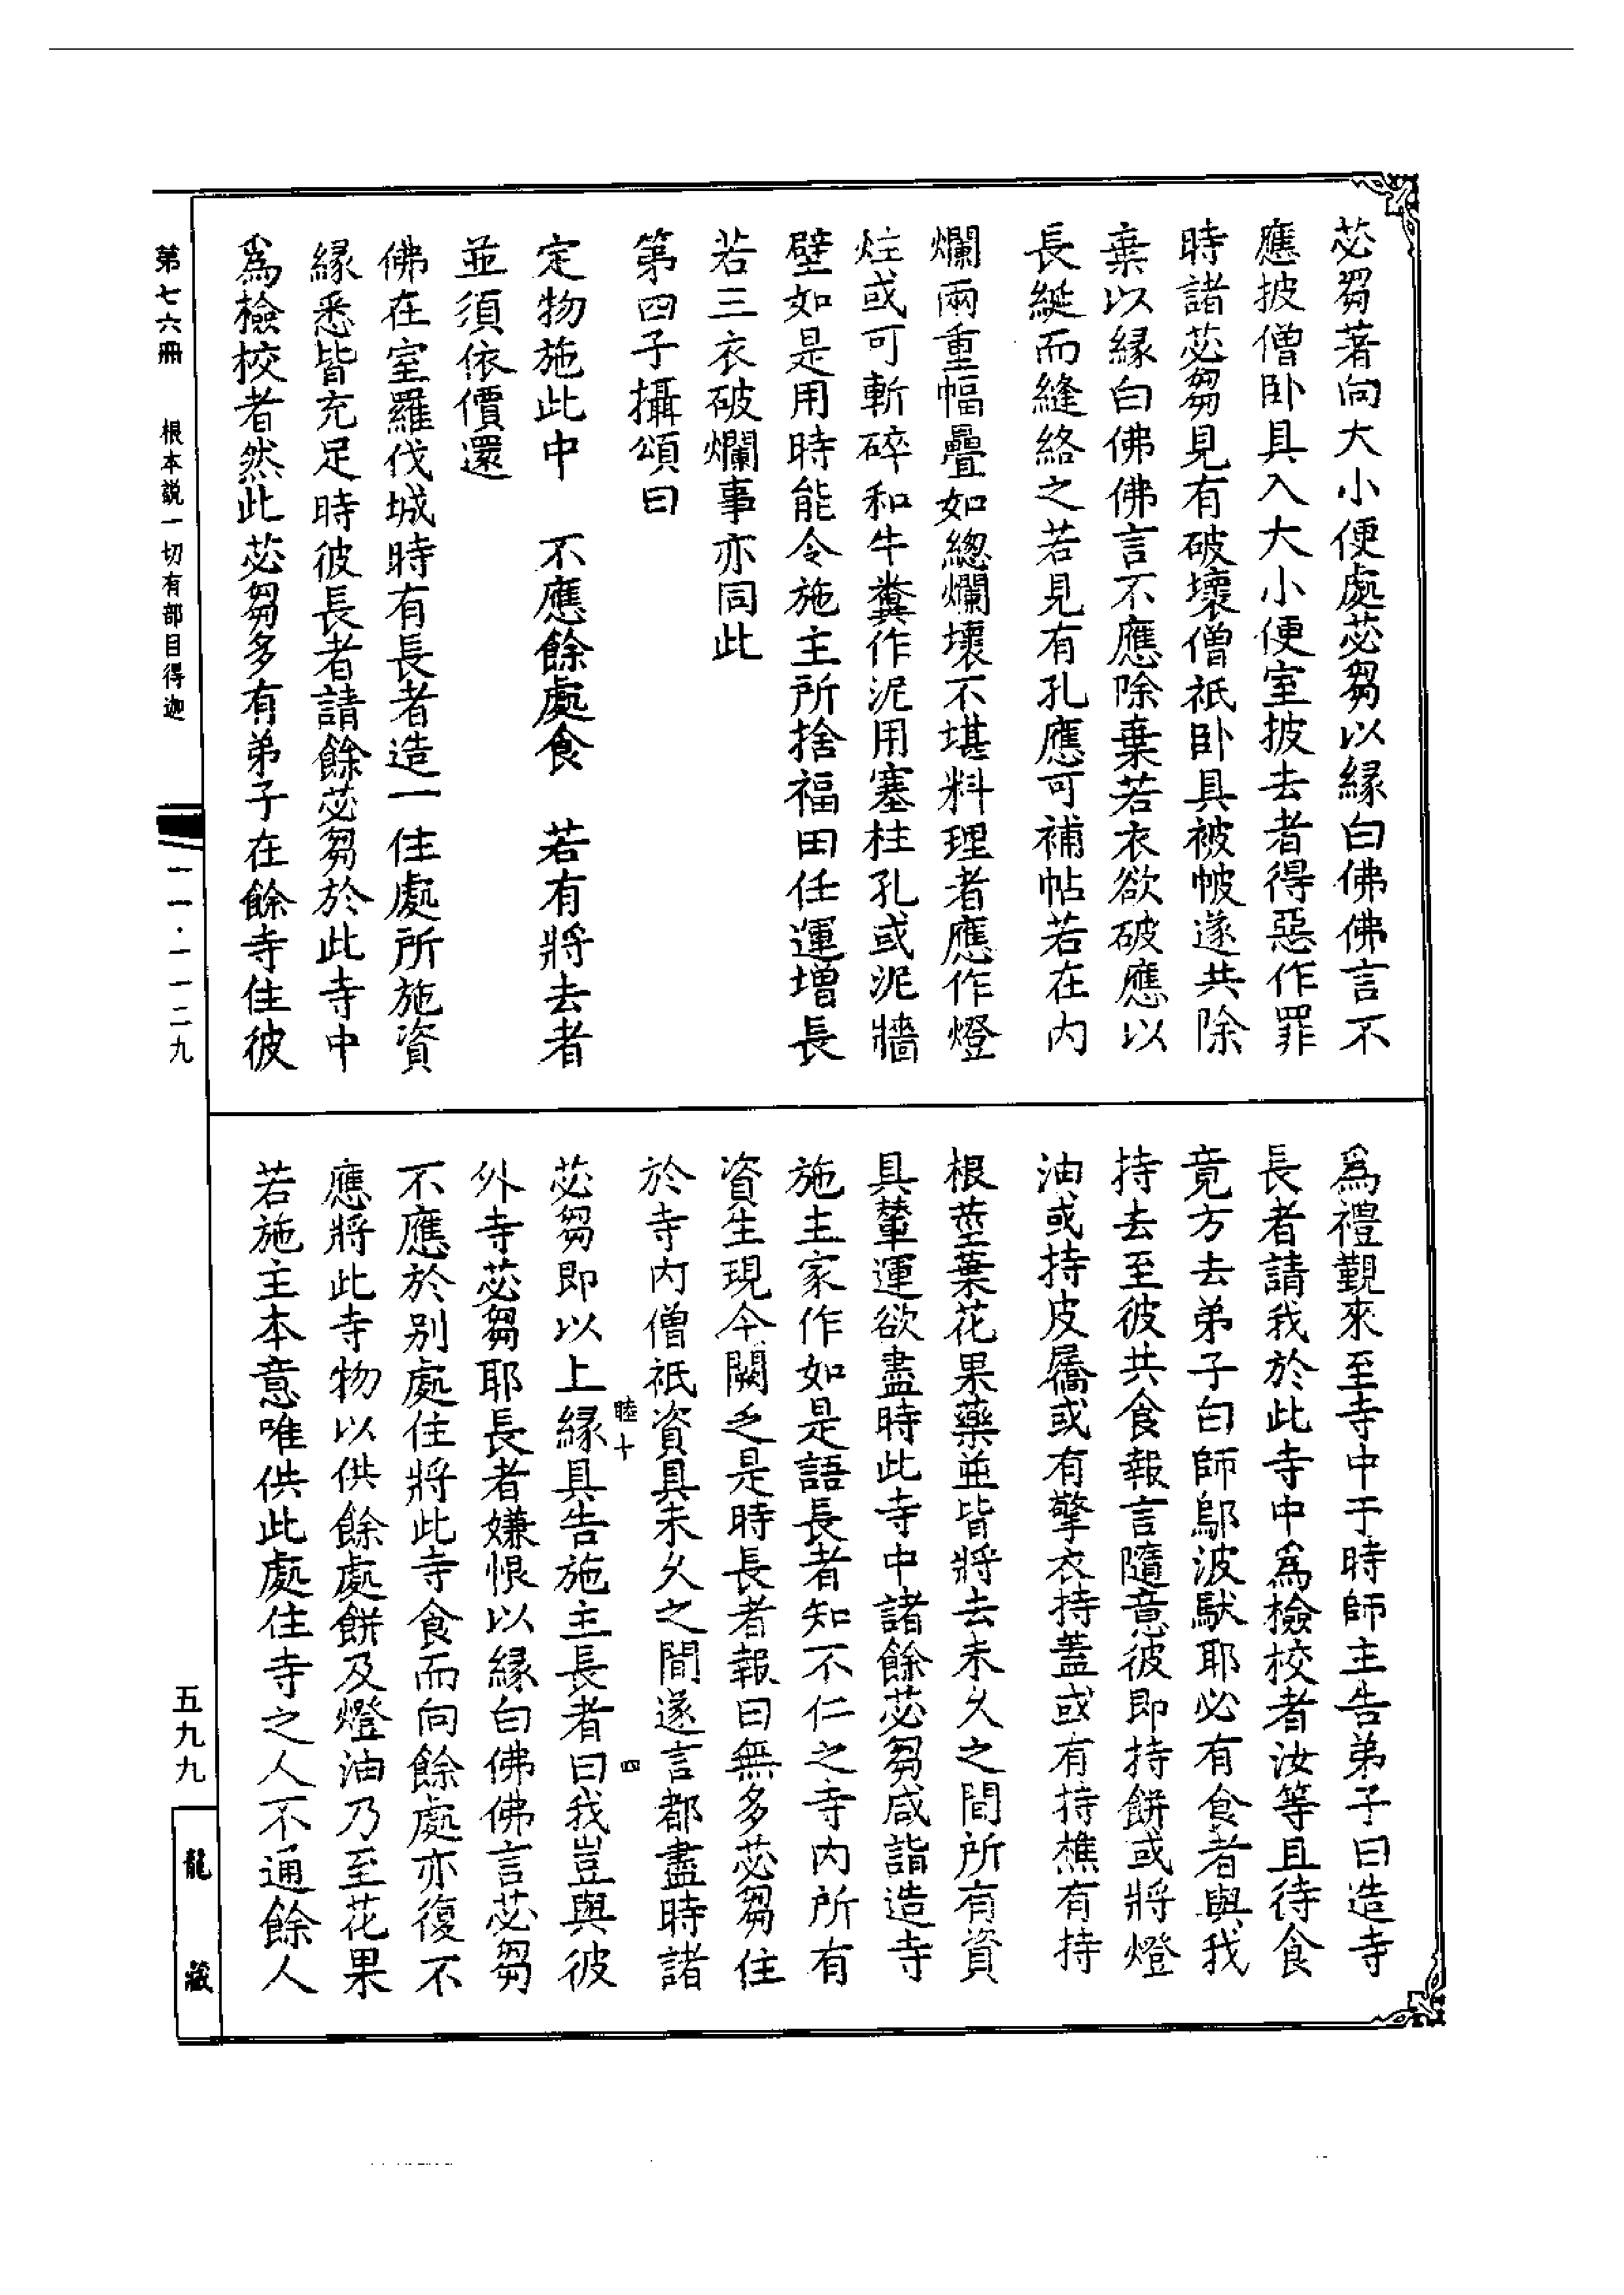 苾芻著向大小便處苾芻以緣白佛佛言不
應披僧卧具入大小便室披去者得惡作罪
時諸苾芻見有破壞僧祇卧具被帔遂共除
棄以緣白佛佛言不應除棄若衣欲破應以
長綖而縫絡之若見有孔應可補帖若在內
爛兩重幅疊如總爛壞不堪料理者應作燈
炷或可斬碎和牛糞作泥用塞柱孔或泥牆
壁如是用時能令施主所捨福田任運增長
若三衣破爛事亦同此
第四子攝頌曰
定物施此中　不應餘處食　若有將去者
並須依價還
佛在室羅伐城時有長者造一住處所施資
緣悉皆充足時彼長者請餘苾芻於此寺中
爲檢校者然此苾芻多有弟子在餘寺住彼
爲禮覲來至寺中于時師主告弟子曰造寺
長者請我於此寺中爲檢校者汝等且待食
竟方去弟子白師鄔波馱耶必有食者與我
持去至彼共食報言隨意彼即持餅或將燈
油或持皮屩或有擎衣持蓋或有持樵有持
根莖葉花果藥並皆將去未久之間所有資
具輦運欲盡時此寺中諸餘苾芻咸詣造寺
施主家作如是語長者知不仁之寺內所有
資生現今闕乏是時長者報曰無多苾芻住
於寺內僧祇資具未久之間遂言都盡時諸
睦十
四
苾芻即以上緣具告施主長者曰我豈與彼
外寺苾芻耶長者嫌恨以緣白佛佛言苾芻
不應於別處住將此寺食而向餘處亦復不
應將此寺物以供餘處餅及燈油乃至花果
若施主本意唯供此處住寺之人不通餘人
第七六冊　根本說一切有部目得迦
一一·一一二九
五九九
龍藏